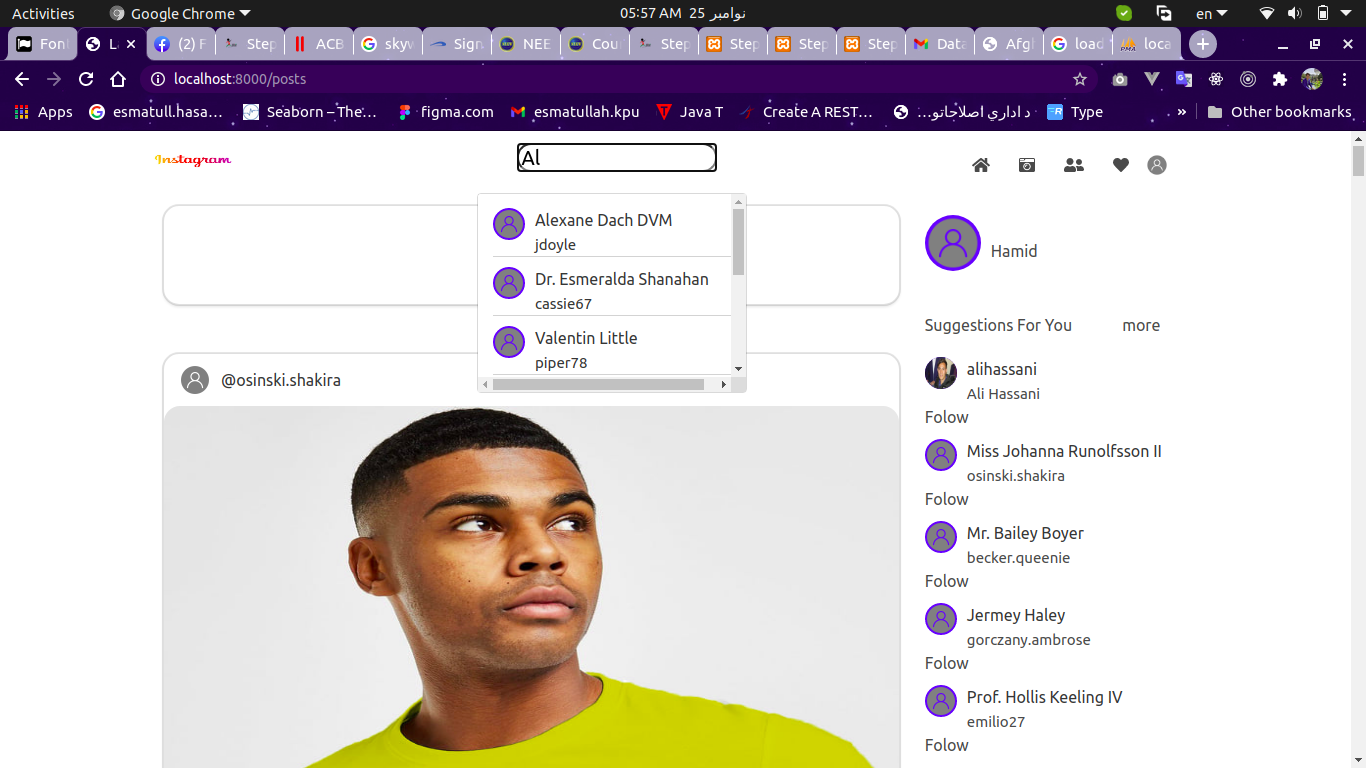 Activities Google Chrome 05:57 AM 25 نوامبر en
Font L (2) F Step ACB skyw Signa NEE Cou Step Step Step Step Data Afgh load loca
localhost:8000/posts
Apps esmatull.hasa... Seaborn – The... figma.com esmatullah.kpu Java T Create A REST... د اداري اصلاحاتو... Type » Other bookmarks
Instagram Al
Alexane Dach DVM
jdoyle
Dr. Esmeralda Shanahan
cassie67
Valentin Little
piper78
@osinski.shakira
Hamid
Suggestions For You more
alihassani
Ali Hassani
Folow
Miss Johanna Runolfsson II
osinski.shakira
Folow
Mr. Bailey Boyer
becker.queenie
Folow
Jermey Haley
gorczany.ambrose
Folow
Prof. Hollis Keeling IV
emilio27
Folow